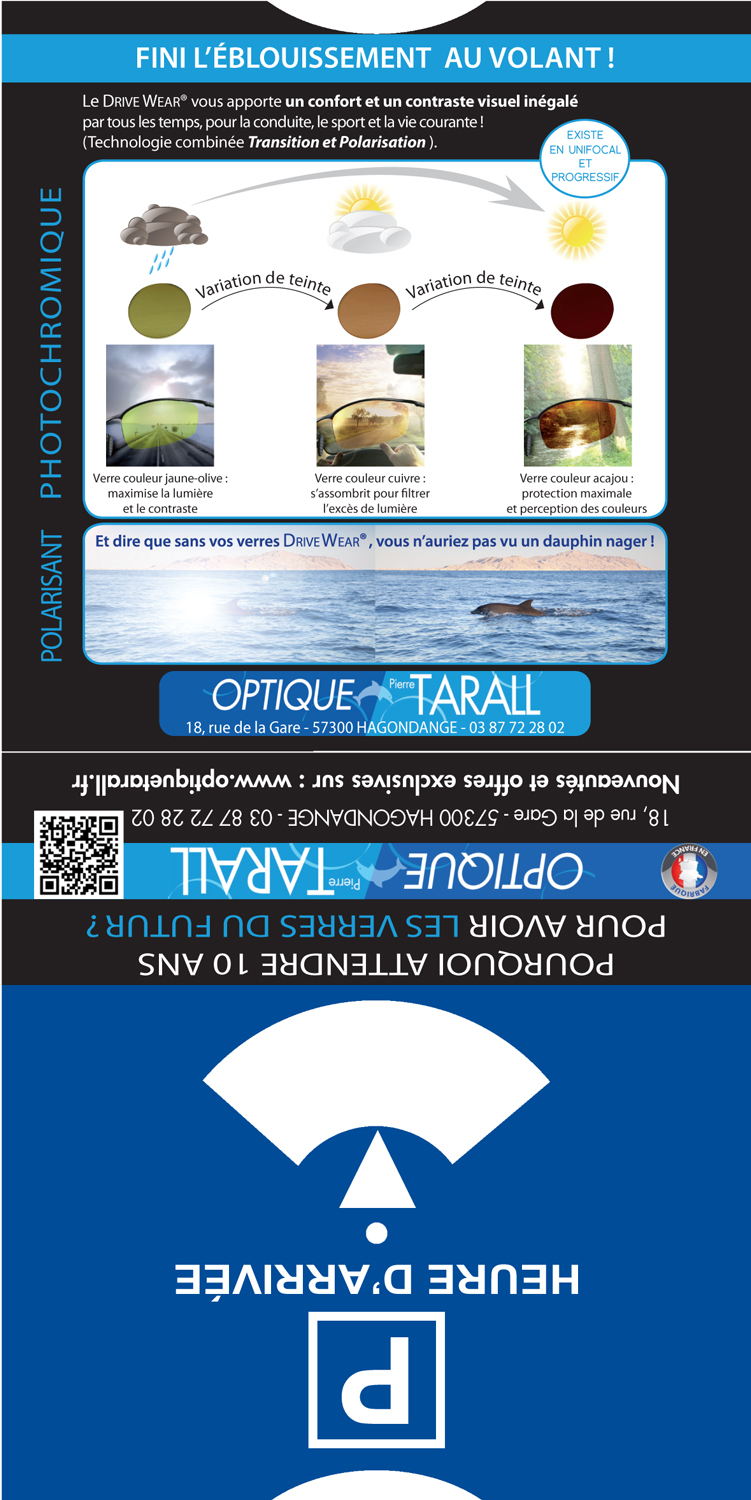 FINI L'ÉBLOUISSEMENT AU VOLANT !
Le DRIVE WEAR® vous apporte un confort et un contraste visuel inégalé
par tous les temps, pour la conduite, le sport et la vie courante !
(Technologie combinée Transition et Polarisation ).
EXISTE
EN UNIFOCAL
ET
PROGRESSIF
PHOTOCHROMIQUE
Variation de teinte
Variation de teinte
Verre couleur jaune-olive :
maximise la lumière
et le contraste
Verre couleur cuivre :
s'assombrit pour filtrer
l'excés de lumière
Verre couleur acajou :
protection maximale
et perception des couleurs
POLARISANT
Et dire que sans vos verres DRIVE WEAR®, vous n'auriez pas vu un dauphin nager !
OPTIQUE Pierre TARALL
18, rue de la Gare - 57300 HAGONDANGE - 03 87 72 28 02
P
HEURE D'ARRIVÉE
POURQUOI ATTENDRE 10 ANS
POUR AVOIR LES VERRES DU FUTUR ?
FABRIQUÉ
EN FRANCE
OPTIQUE Pierre TARALL
18, rue de la Gare - 57300 HAGONDANGE - 03 87 72 28 02
Nouveautés et offres exclusives sur : www.optiquetarall.fr